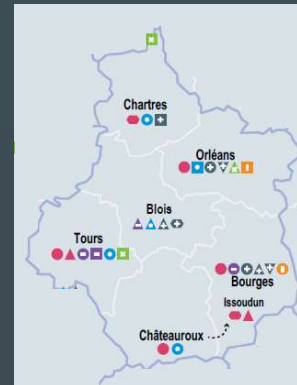 Chartres
Orléans
Blois
Tours
Bourges
Issoudun
Châteauroux